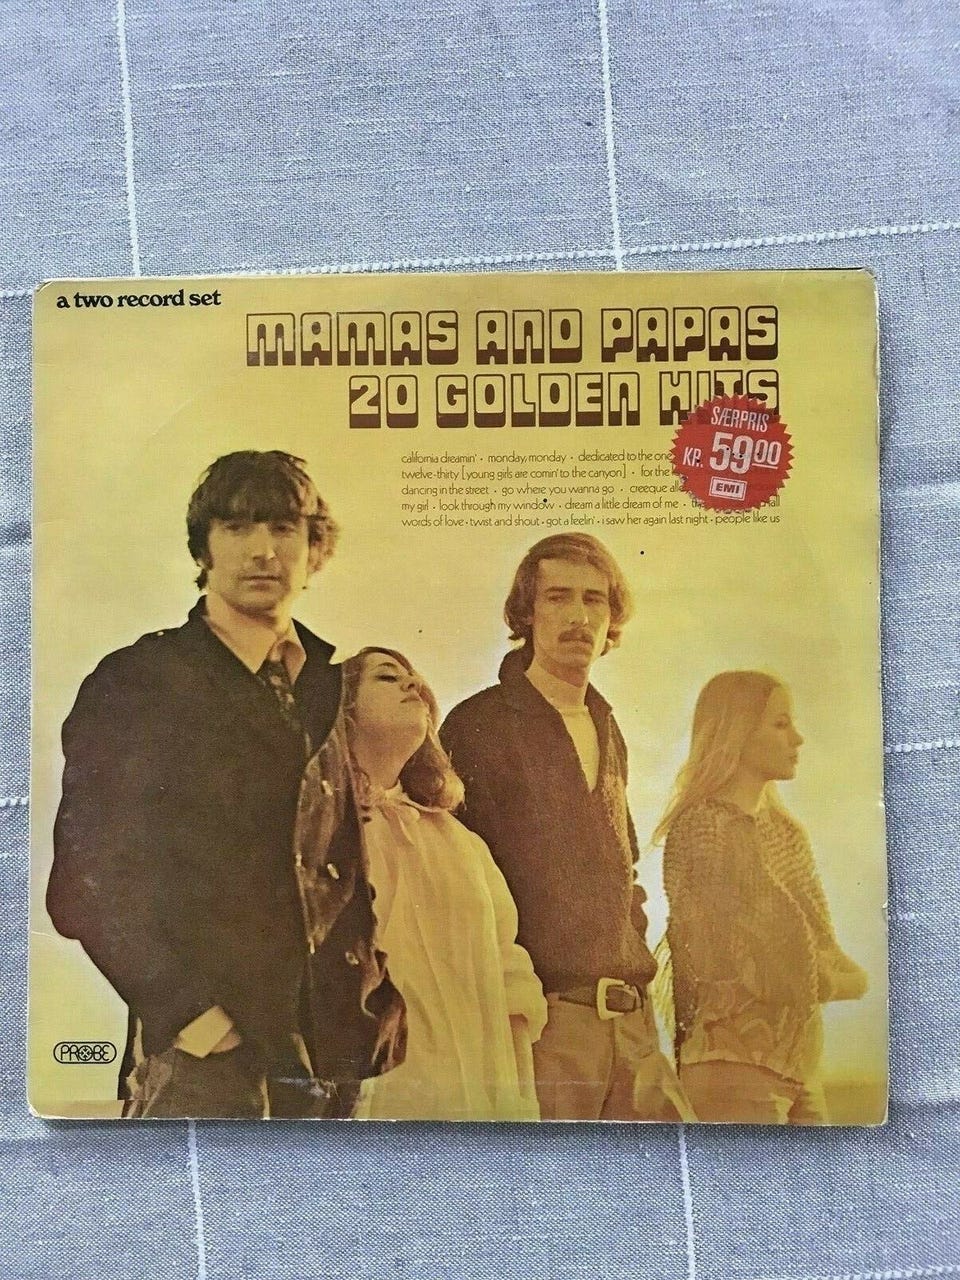 a two record set
MAMAS AND PAPAS
20 GOLDEN HITS
SÆRPRIS
KR. 5900
EMI
california dreamin' · monday, monday · dedicated to the one
twelve-thirty [young girls are comin' to the canyon] · for the
dancing in the street · go where you wanna go · creeque
my girl · look through my window · dream a little dream of me ·
words of love · twist and shout · got a feelin' · i saw her again last night · people like us
PROBE